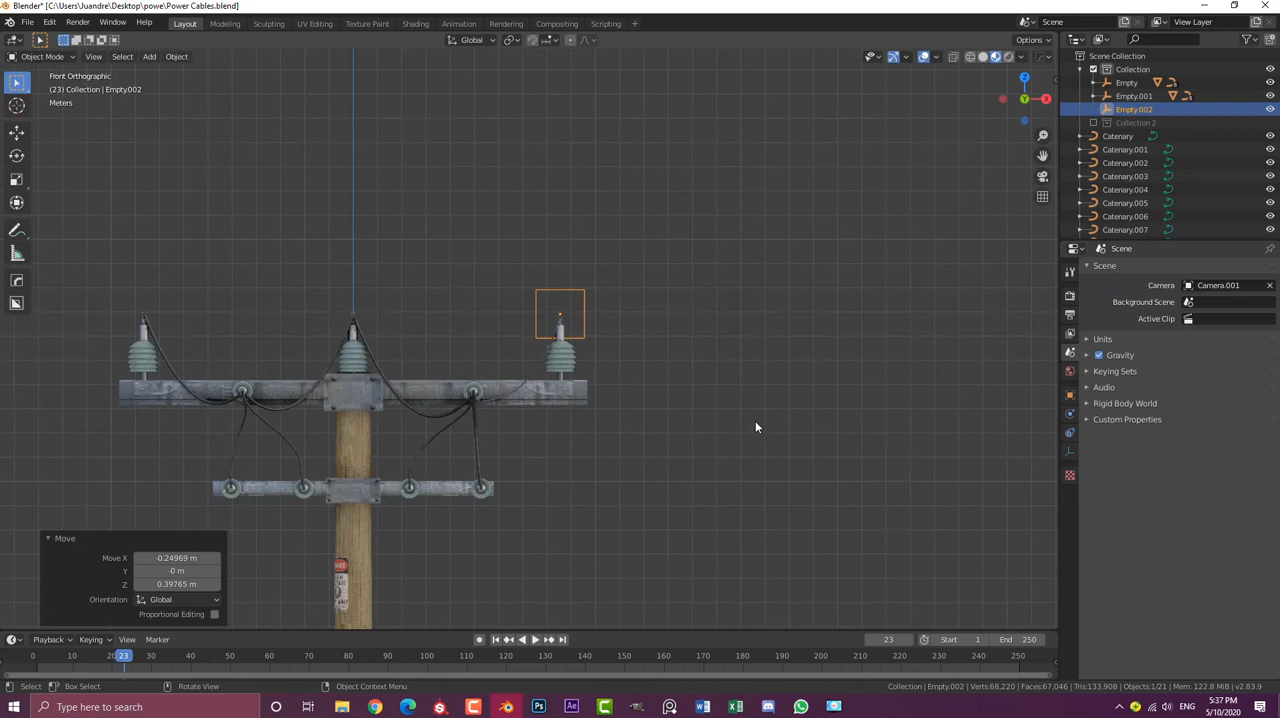 Blender* [C:\Users\Juandre\Desktop\powe\Power Cables.blend]
File Edit Render Window Help Layout Modeling Sculpting UV Editing Texture Paint Shading Animation Rendering Compositing Scripting + Scene View Layer
Global Options
Object Mode View Select Add Object
Front Orthographic
(23) Collection | Empty.002
Meters
Z
Y
X
Scene Collection
Collection
Empty
Empty.001
Empty.002
Collection 2
Catenary
Catenary.001
Catenary.002
Catenary.003
Catenary.004
Catenary.005
Catenary.006
Catenary.007
Scene
Scene
Camera Camera.001
Background Scene
Active Clip
Units
Gravity
Keying Sets
Audio
Rigid Body World
Custom Properties
Move
Move X -0.24969 m
Y -0 m
Z 0.39765 m
Orientation Global
Proportional Editing
Playback Keying View Marker 23 Start 1 End 250
0 10 20 23 30 40 50 60 70 80 90 100 110 120 130 140 150 160 170 180 190 200 210 220 230 240 250
Select Box Select Rotate View Object Context Menu Collection | Empty.002 | Verts:68,220 | Faces:67,046 | Tris:133,908 | Objects:1/21 | Mem: 122.8 MiB | v2.83.9
Type here to search
5:37 PM
5/10/2020